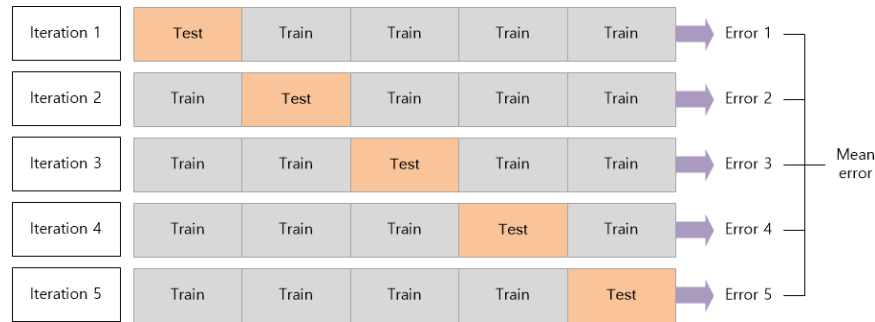 Iteration 1 Test Train Train Train Train Error 1
Iteration 2 Train Test Train Train Train Error 2
Iteration 3 Train Train Test Train Train Error 3
Mean
error
Iteration 4 Train Train Train Test Train Error 4
Iteration 5 Train Train Train Train Test Error 5